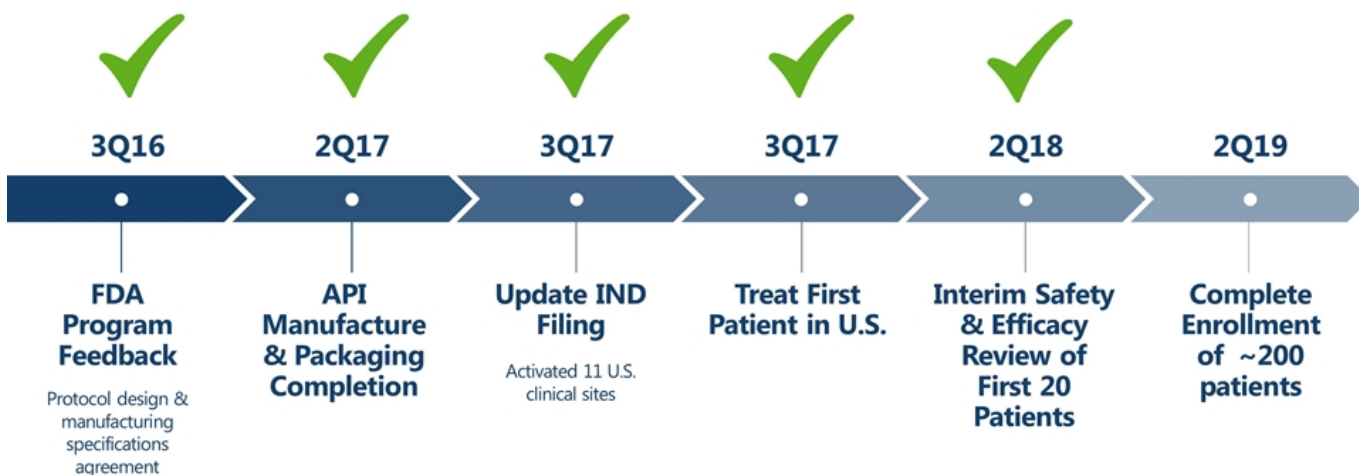 3Q16
2Q17
3Q17
3Q17
2Q18
2Q19
FDA
Program
Feedback
Protocol design &
manufacturing
specifications
agreement
API
Manufacture
& Packaging
Completion
Update IND
Filing
Activated 11 U.S.
clinical sites
Treat First
Patient in U.S.
Interim Safety
& Efficacy
Review of
First 20
Patients
Complete
Enrollment
of ~200
patients